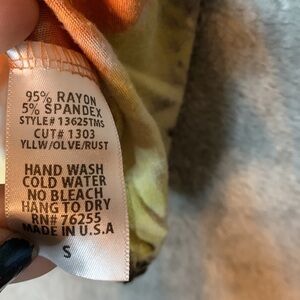 95% RAYON
5% SPANDEX
STYLE# 13625TMS
CUT# 1303
YLLW/OLVE/RUST
HAND WASH
COLD WATER
NO BLEACH
HANG TO DRY
RN# 76255
MADE IN U.S.A
S